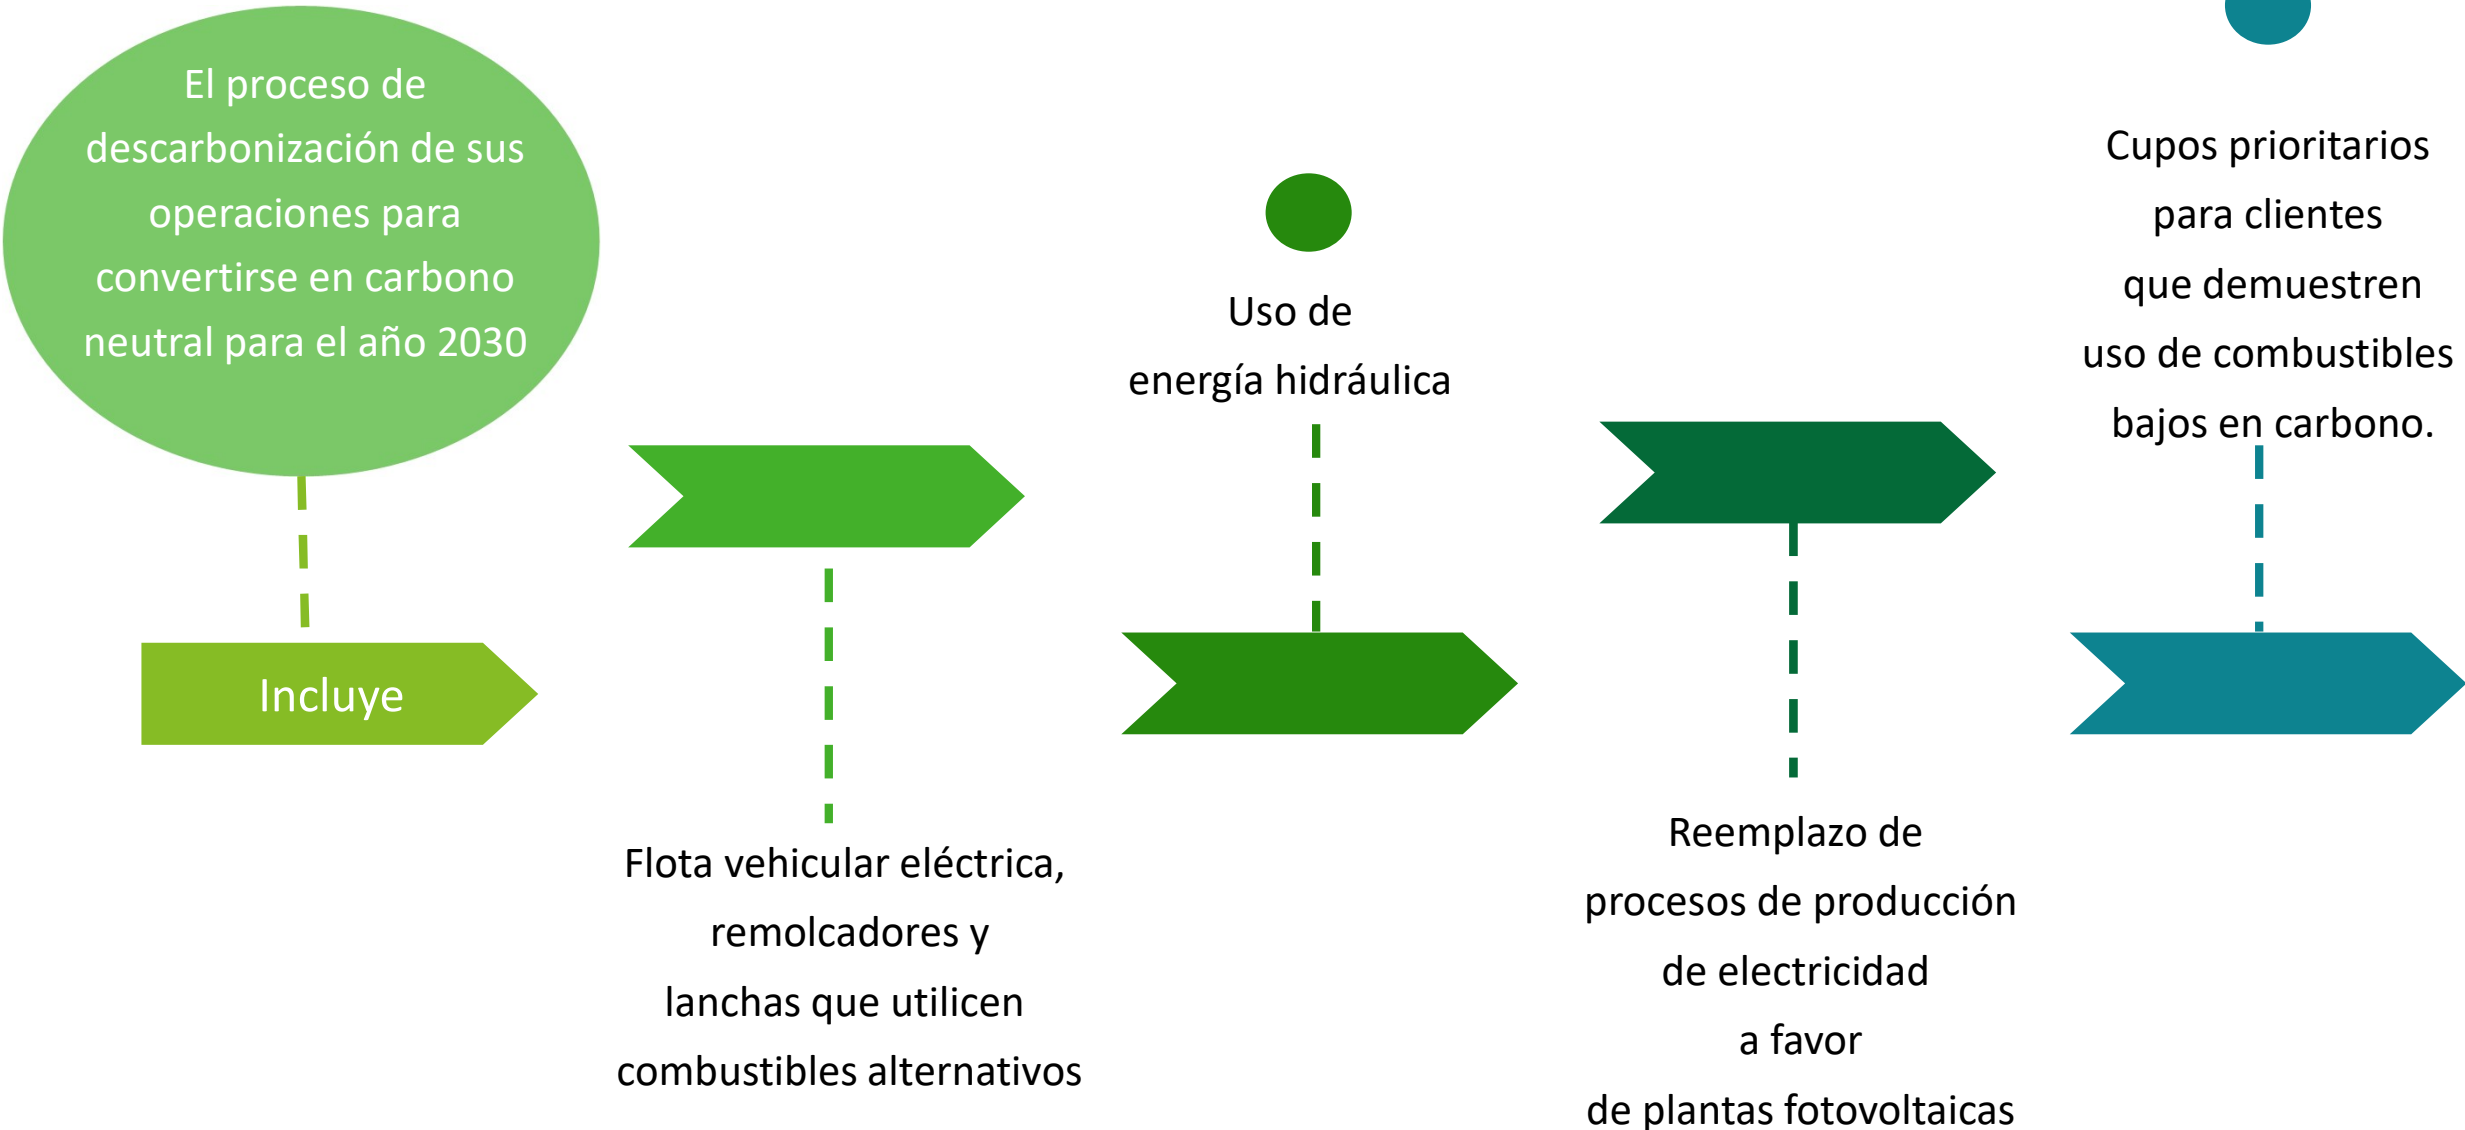 El proceso de
descarbonización de sus
operaciones para
convertirse en carbono
neutral para el año 2030
Incluye
Flota vehicular eléctrica,
remolcadores y
lanchas que utilicen
combustibles alternativos
Uso de
energía hidráulica
Reemplazo de
procesos de producción
de electricidad
a favor
de plantas fotovoltaicas
Cupos prioritarios
para clientes
que demuestren
uso de combustibles
bajos en carbono.